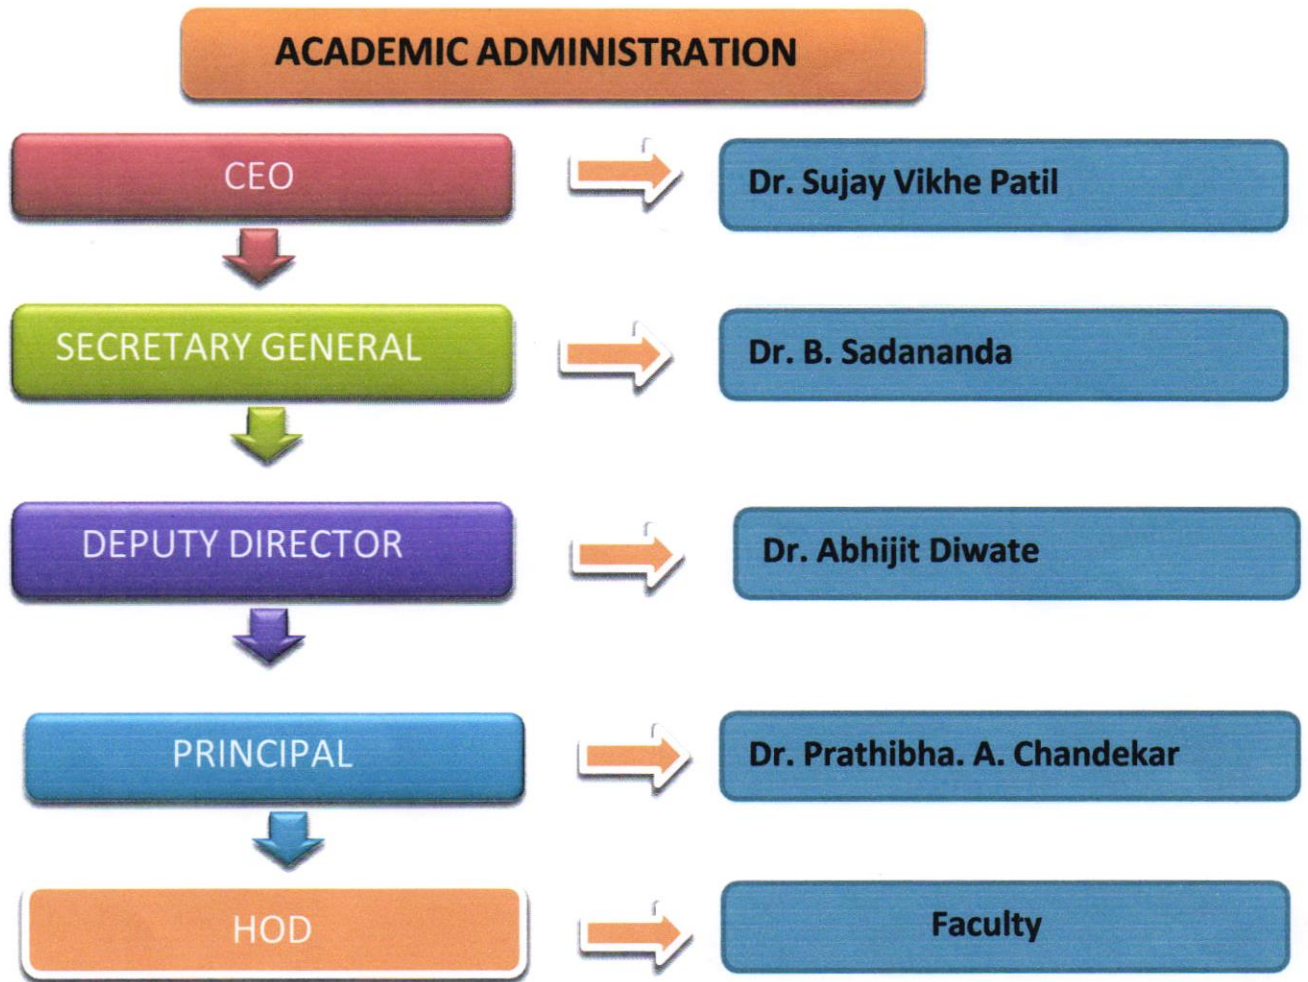 ACADEMIC ADMINISTRATION
CEO
Dr. Sujay Vikhe Patil
SECRETARY GENERAL
Dr. B. Sadananda
DEPUTY DIRECTOR
Dr. Abhijit Diwate
PRINCIPAL
Dr. Prathibha. A. Chandekar
HOD
Faculty